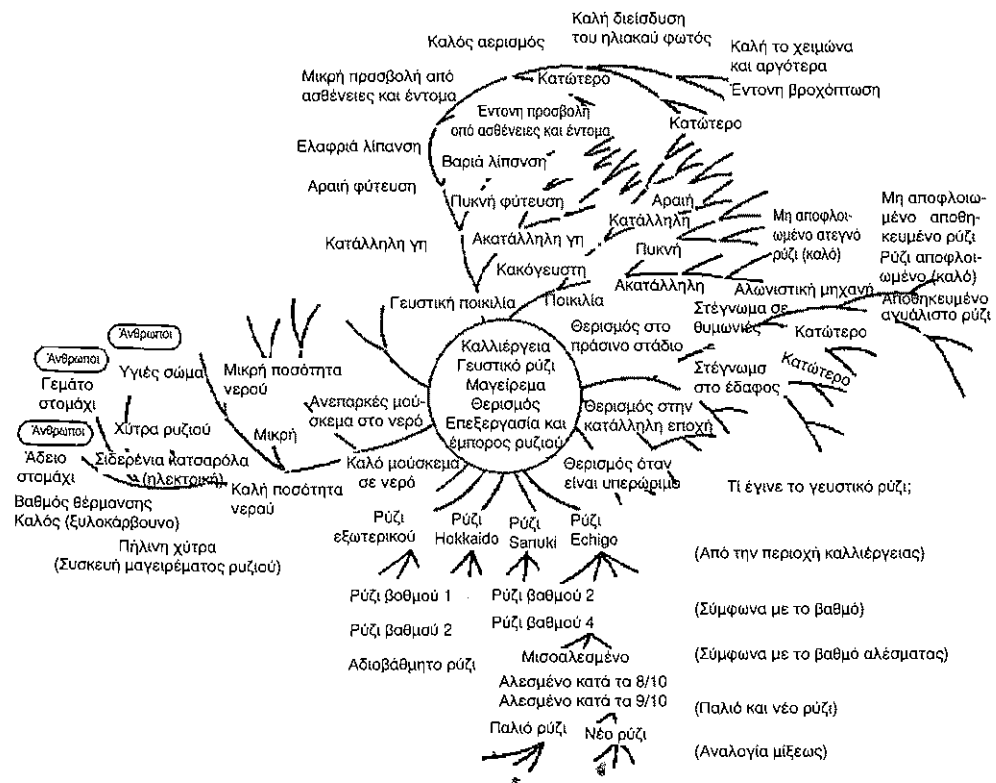 Καλή διείσδυση
του ηλιακού φωτός
Καλός αερισμός
Καλή το χειμώνα
και αργότερα
Μικρή προσβολή από
ασθένειες και έντομα
Κατώτερο
Έντονη βροχόπτωση
Έντονη προσβολή
από ασθένειες και έντομα
Κατώτερο
Ελαφριά λίπανση
Βαριά λίπανση
Αραιή φύτευση
Πυκνή φύτευση
Αραιή
Κατάλληλη
Μη αποφλοι-
ωμένο ατεγνό
ρύζι (καλό)
Μη αποφλοιω-
μένο αποθη-
κευμένο ρύζι
Ρύζι αποφλοι-
ωμένο (καλό)
Κατάλληλη γη
Ακατάλληλη γη
Πυκνή
Κακόγευστη
Ακατάλληλη
Αλωνιστική μηχανή
Γευστική ποικιλία
Ποικιλία
Αποθηκευμένο
αγυάλιστο ρύζι
Στέγνωμα σε
θυμωνιές
Κατώτερο
Θερισμός στο
πράσινο στάδιο
Καλλιέργεια
Γευστικό ρύζι
Μαγείρεμα
Θερισμός
Επεξεργασία και
έμπορος ρυζιού
Στέγνωμα
στο έδαφος
Κατώτερο
Θερισμός στην
κατάλληλη εποχή
Θερισμός όταν
είναι υπερώριμο
Άνθρωποι
Υγιές σώμα
Μικρή ποσότητα
νερού
Άνθρωποι
Γεμάτο
στομάχι
Ανεπαρκές μού-
σκεμα στο νερό
Χύτρα ρυζιού
Μικρή
Άνθρωποι
Άδειο
στομάχι
Σιδερένια κατσαρόλα
(ηλεκτρική)
Καλό μούσκεμα
σε νερό
Καλή ποσότητα
νερού
Βαθμός θέρμανσης
Καλός (ξυλοκάρβουνο)
Πήλινη χύτρα
(Συσκευή μαγειρέματος ρυζιού)
Τί έγινε το γευστικό ρύζι;
Ρύζι
εξωτερικού
Ρύζι
Hokkaido
Ρύζι
Sanuki
Ρύζι
Echigo
(Από την περιοχή καλλιέργειας)
Ρύζι βαθμού 1
Ρύζι βαθμού 2
(Σύμφωνα με το βαθμό)
Ρύζι βαθμού 2
Ρύζι βαθμού 4
Αδιοβάθμητο ρύζι
Μισοαλεσμένο
(Σύμφωνα με το βαθμό αλέσματας)
Αλεσμένο κατά τα 8/10
Αλεσμένο κατά τα 9/10
(Παλιό και νέο ρύζι)
Παλιό ρύζι
Νέο ρύζι
(Αναλογία μίξεως)